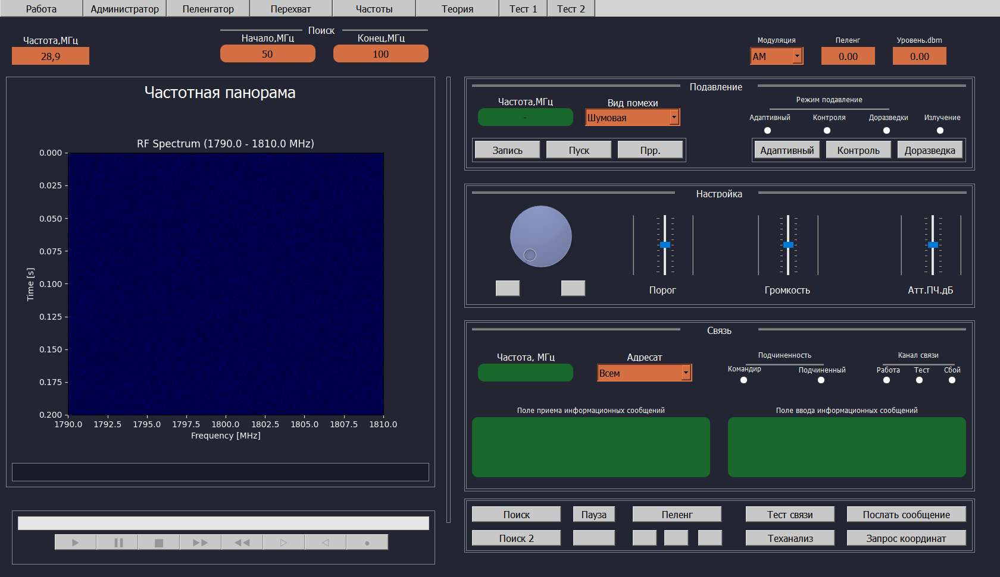 Работа Администратор Пеленгатор Перехват Частоты Теория Тест 1 Тест 2
Частота,МГц
28,9
Поиск
Начало,МГц Конец,МГц
50 100
Модуляция Пеленг Уровень.dbm
АМ 0.00 0.00
Частотная панорама
RF Spectrum (1790.0 - 1810.0 MHz)
0.000
0.025
0.050
0.075
0.100
0.125
0.150
0.175
0.200
Time [s]
1790.0 1792.5 1795.0 1797.5 1800.0 1802.5 1805.0 1807.5 1810.0
Frequency [MHz]
Подавление
Частота,МГц Вид помехи
- Шумовая
Режим подавление
Адаптивный Контроля Доразведки Излучение
Запись Пуск Прр.
Адаптивный Контроль Доразведка
Настройка
Порог Громкость Атт.ПЧ.дБ
Связь
Частота, МГц Адресат
Всем
Подчиненность
Командир Подчиненный
Канал связи
Работа Тест Сбой
Поле приема информационных сообщений
Поле ввода информационных сообщений
Поиск Пауза Пеленг Тест связи Послать сообщение
Поиск 2 Теханализ Запрос координат